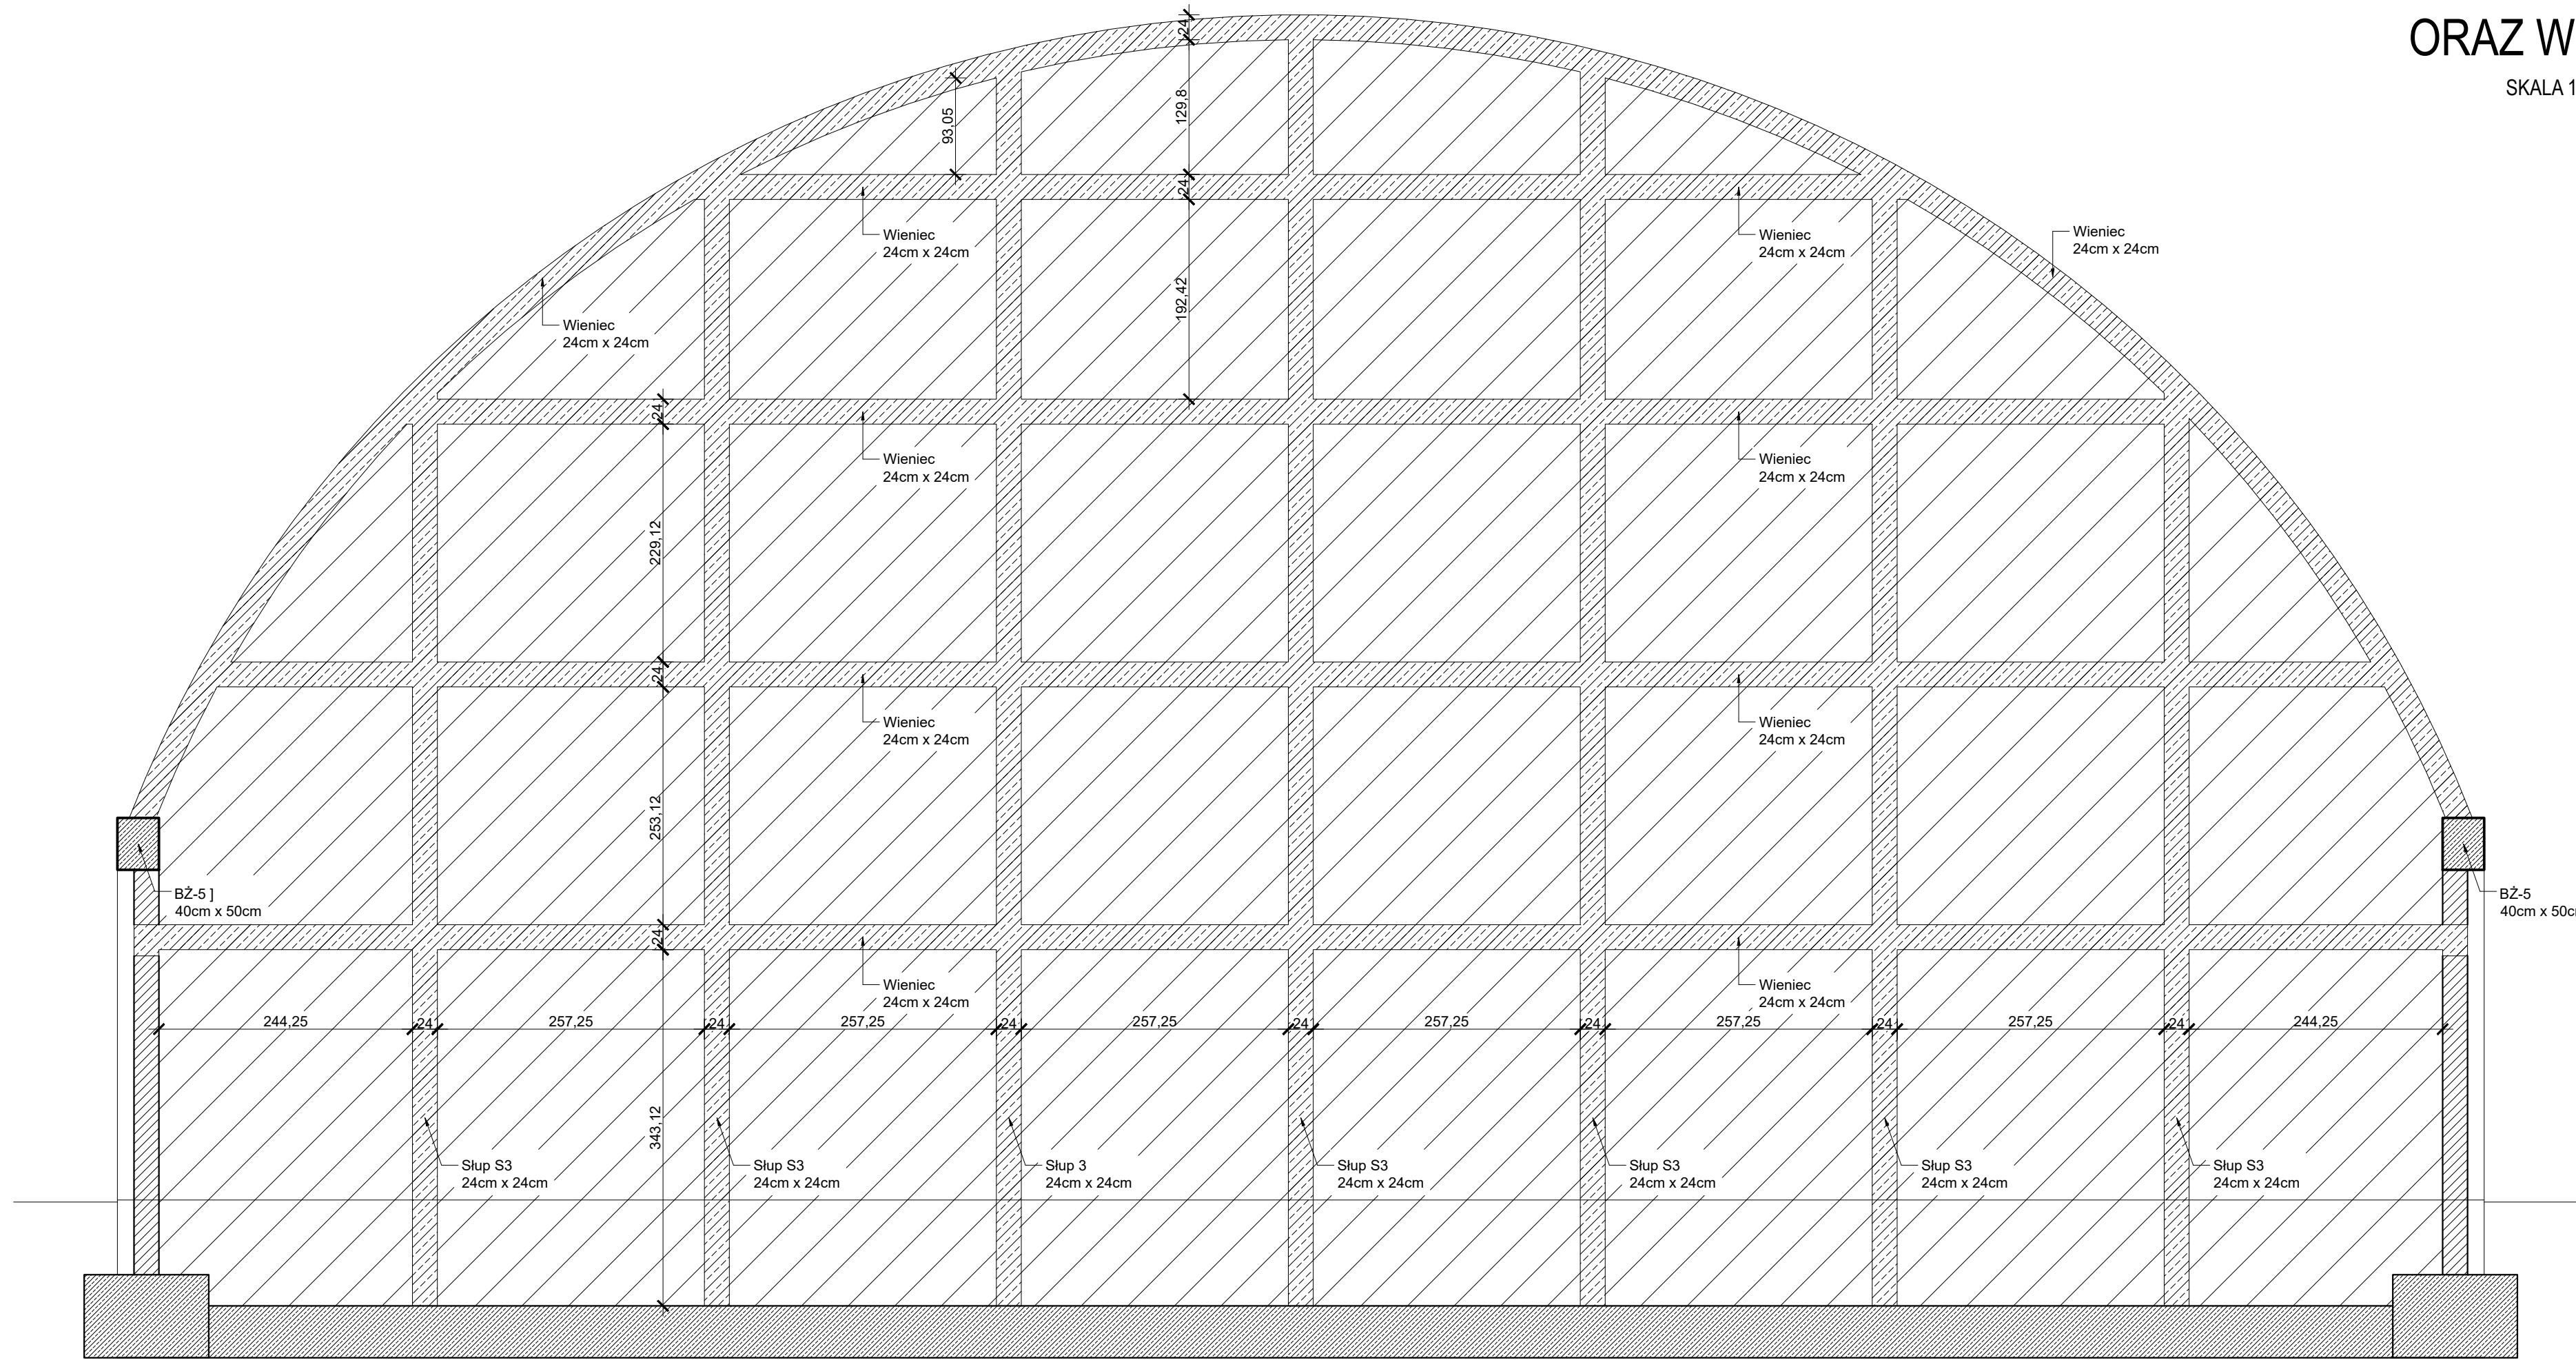 ORAZ W
SKALA 1
24
93,05
129,8
24
Wieniec
24cm x 24cm
Wieniec
24cm x 24cm
Wieniec
24cm x 24cm
192,42
Wieniec
24cm x 24cm
24
Wieniec
24cm x 24cm
Wieniec
24cm x 24cm
229,12
24
Wieniec
24cm x 24cm
Wieniec
24cm x 24cm
253,12
BŻ-5 ]
40cm x 50cm
BŻ-5
40cm x 50c
24
Wieniec
24cm x 24cm
Wieniec
24cm x 24cm
244,25 24 257,25 24 257,25 24 257,25 24 257,25 24 257,25 24 257,25 24 244,25
343,12
Słup S3
24cm x 24cm
Słup S3
24cm x 24cm
Słup 3
24cm x 24cm
Słup S3
24cm x 24cm
Słup S3
24cm x 24cm
Słup S3
24cm x 24cm
Słup S3
24cm x 24cm